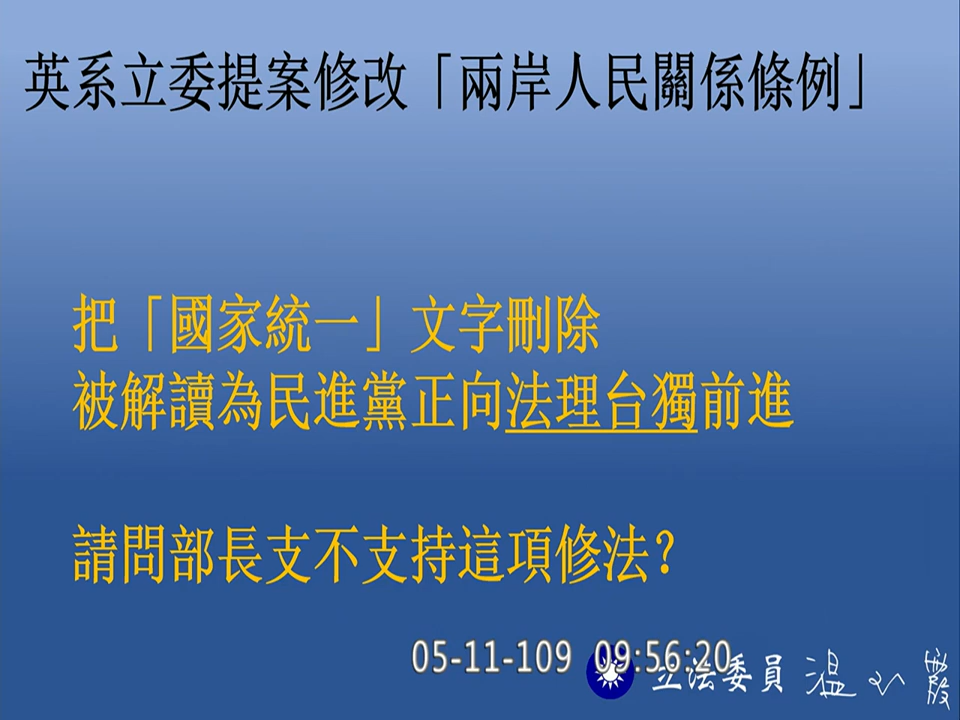 英系立委提案修改「兩岸人民關係條例」
把「國家統一」文字刪除
被解讀為民進黨正向法理台獨前進
請問部長支不支持這項修法？
05-11-109 09:56:20
立法委員 溫玉霞